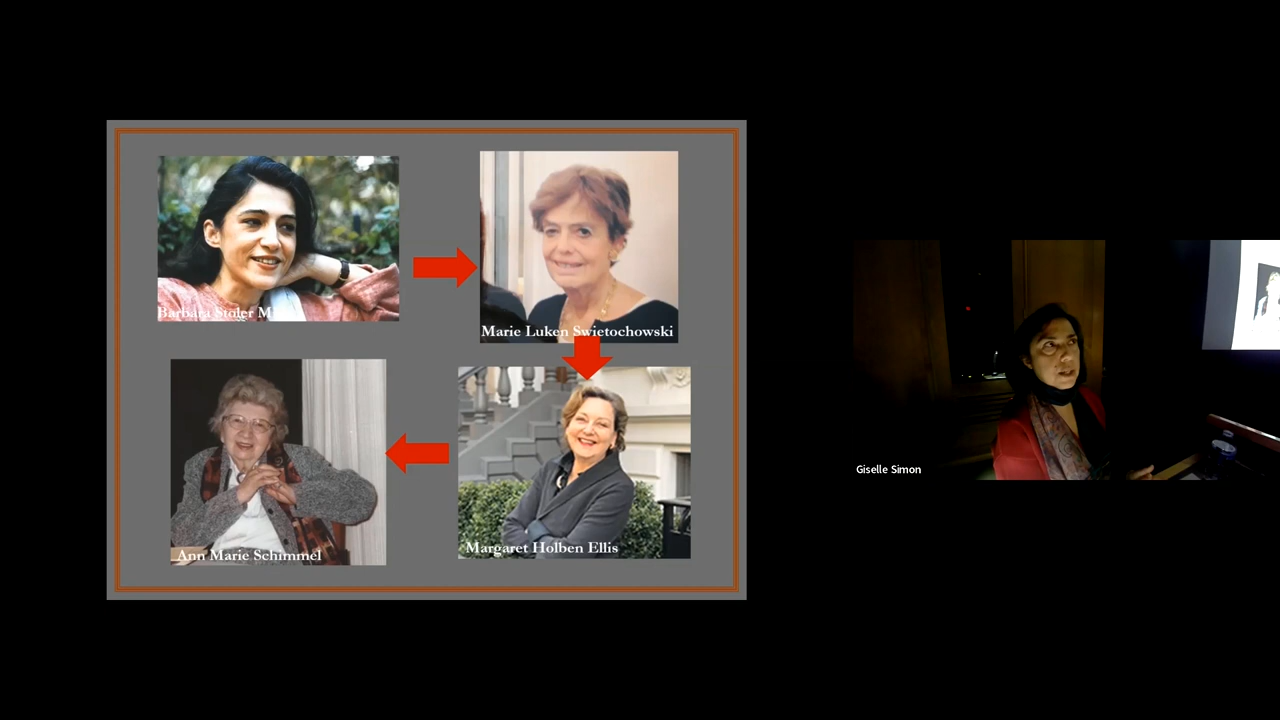 Barbara Stoler M
Marie Luken Swietochowski
Ann Marie Schimmel
Margaret Holben Ellis
Giselle Simon